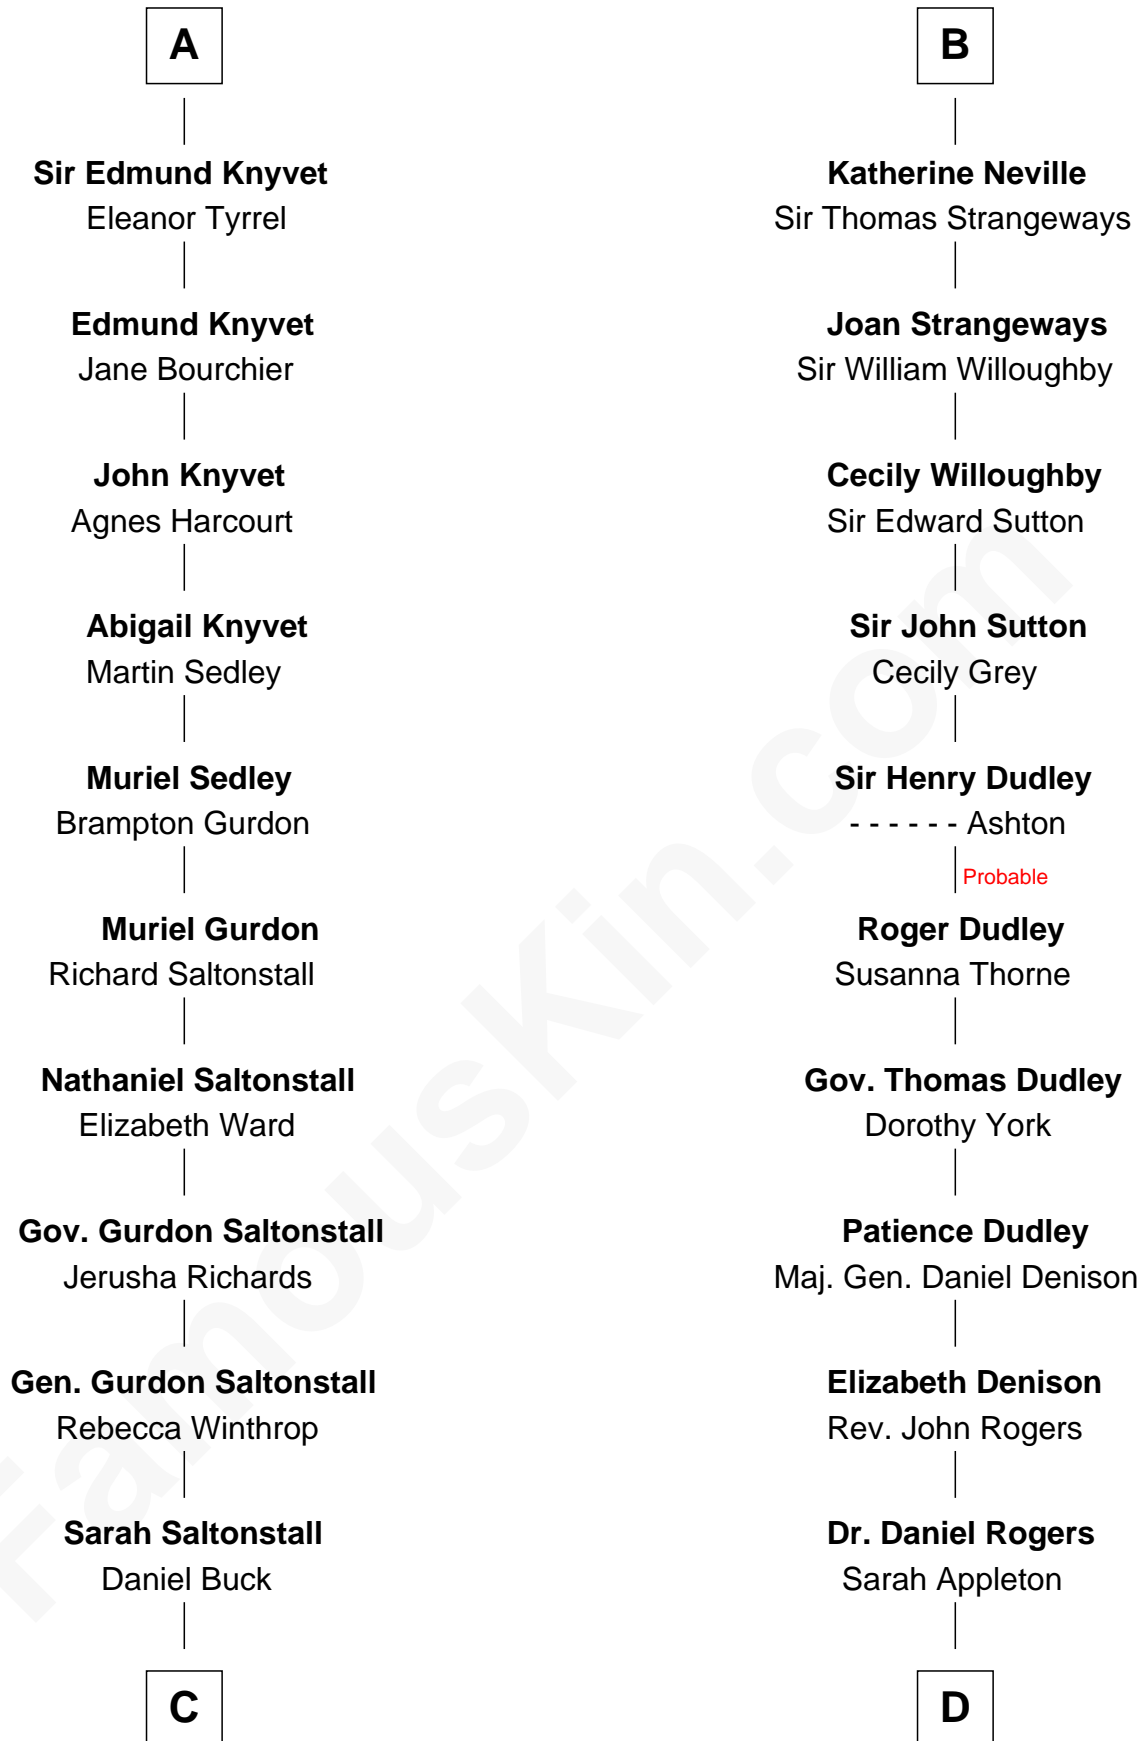 A
Sir Edmund Knyvet
Eleanor Tyrrel
Edmund Knyvet
Jane Bourchier
John Knyvet
Agnes Harcourt
Abigail Knyvet
Martin Sedley
Muriel Sedley
Brampton Gurdon
Muriel Gurdon
Richard Saltonstall
Nathaniel Saltonstall
Elizabeth Ward
Gov. Gurdon Saltonstall
Jerusha Richards
Gen. Gurdon Saltonstall
Rebecca Winthrop
Sarah Saltonstall
Daniel Buck
C
B
Katherine Neville
Sir Thomas Strangeways
Joan Strangeways
Sir William Willoughby
Cecily Willoughby
Sir Edward Sutton
Sir John Sutton
Cecily Grey
Sir Henry Dudley
- - - - - - Ashton
Probable
Roger Dudley
Susanna Thorne
Gov. Thomas Dudley
Dorothy York
Patience Dudley
Maj. Gen. Daniel Denison
Elizabeth Denison
Rev. John Rogers
Dr. Daniel Rogers
Sarah Appleton
D
FamousKin.com